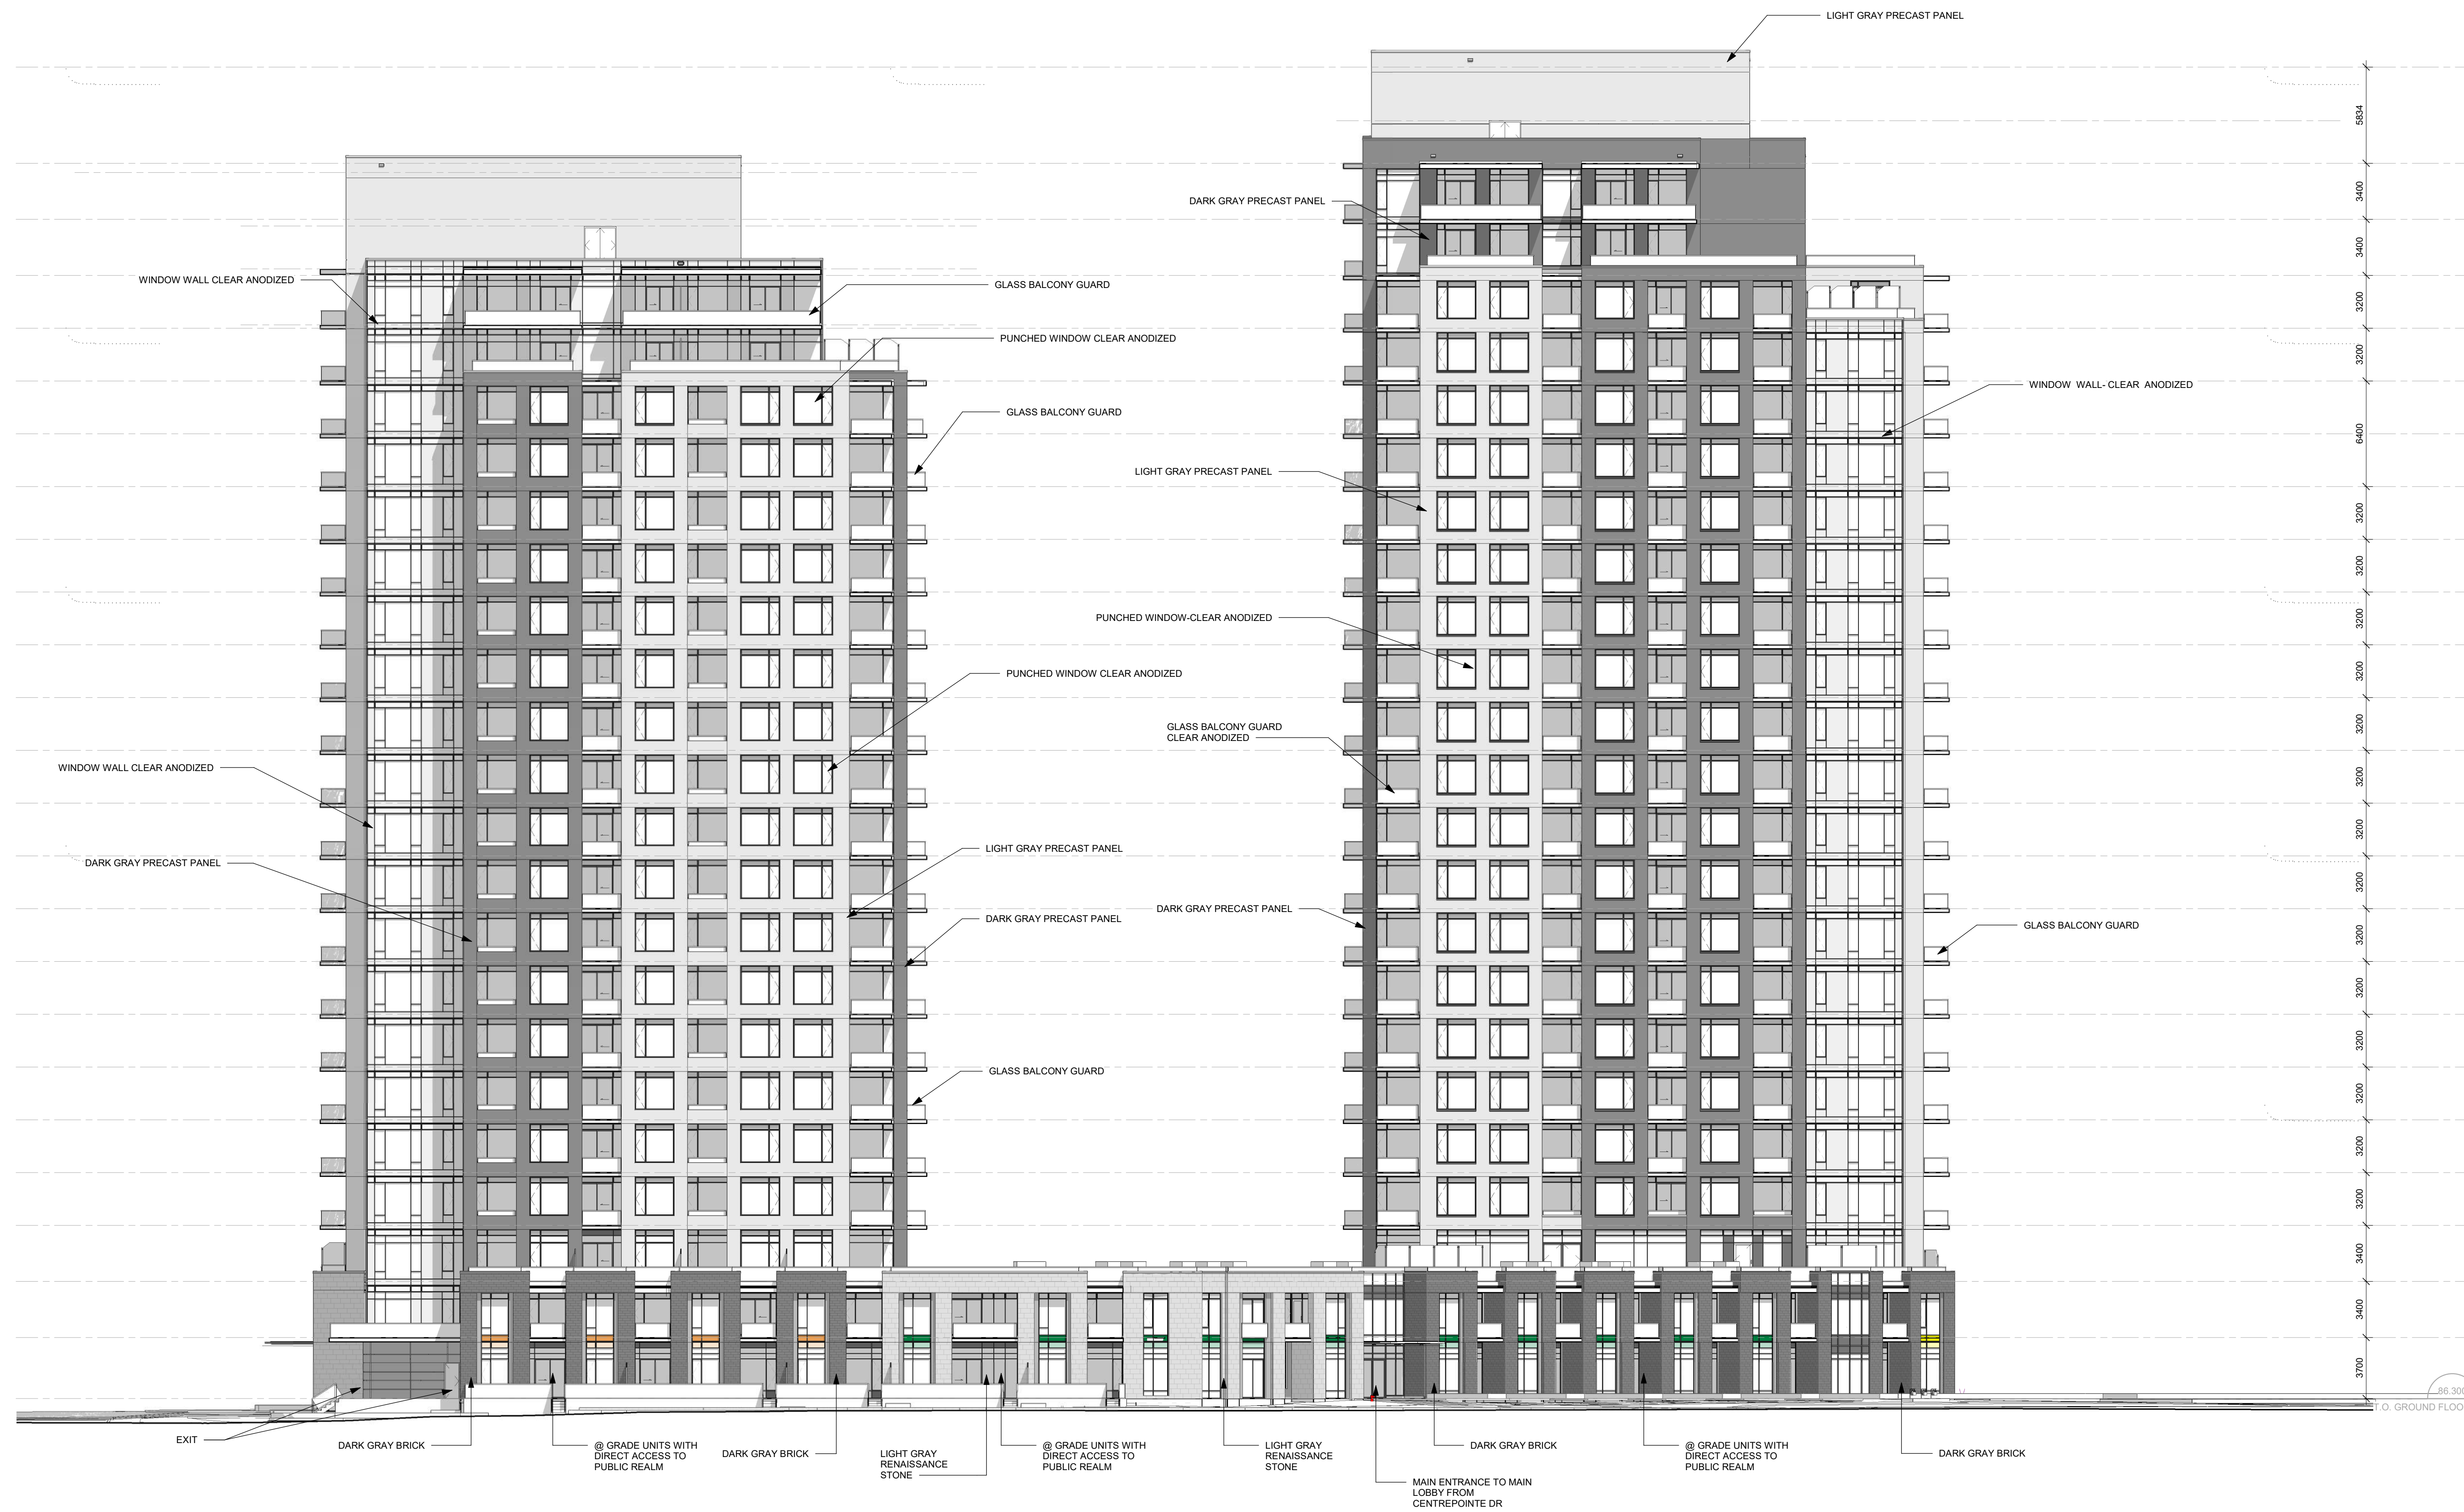 LIGHT GRAY PRECAST PANEL
5834
3400
DARK GRAY PRECAST PANEL
3400
WINDOW WALL CLEAR ANODIZED
GLASS BALCONY GUARD
3200
PUNCHED WINDOW CLEAR ANODIZED
3200
WINDOW WALL- CLEAR ANODIZED
GLASS BALCONY GUARD
6400
LIGHT GRAY PRECAST PANEL
3200
3200
PUNCHED WINDOW-CLEAR ANODIZED
3200
PUNCHED WINDOW CLEAR ANODIZED
3200
GLASS BALCONY GUARD
CLEAR ANODIZED
3200
WINDOW WALL CLEAR ANODIZED
3200
3200
LIGHT GRAY PRECAST PANEL
DARK GRAY PRECAST PANEL
3200
DARK GRAY PRECAST PANEL
DARK GRAY PRECAST PANEL
GLASS BALCONY GUARD
3200
3200
3200
GLASS BALCONY GUARD
3200
3200
3200
3400
3400
3700
86.300
T.O. GROUND FLOO
EXIT
DARK GRAY BRICK
@ GRADE UNITS WITH
DIRECT ACCESS TO
PUBLIC REALM
DARK GRAY BRICK
LIGHT GRAY
RENAISSANCE
STONE
@ GRADE UNITS WITH
DIRECT ACCESS TO
PUBLIC REALM
LIGHT GRAY
RENAISSANCE
STONE
MAIN ENTRANCE TO MAIN
LOBBY FROM
CENTREPOINTE DR
DARK GRAY BRICK
@ GRADE UNITS WITH
DIRECT ACCESS TO
PUBLIC REALM
DARK GRAY BRICK